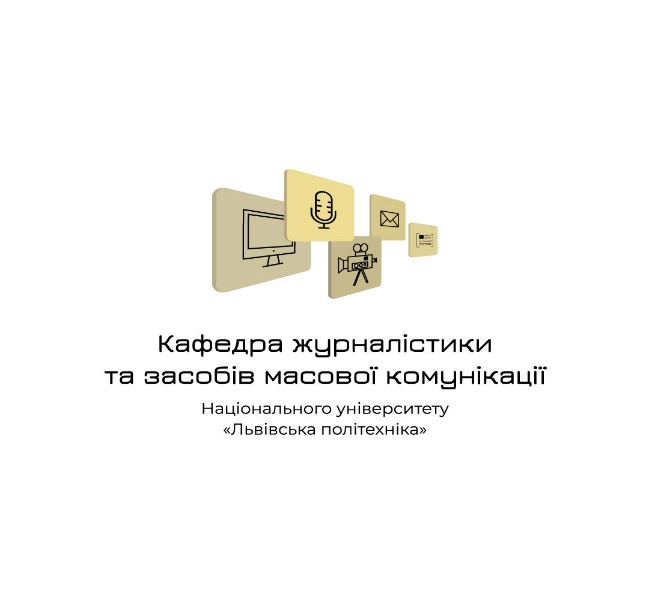 Кафедра журналістики
та засобів масової комунікації
Національного університету
«Львівська політехніка»